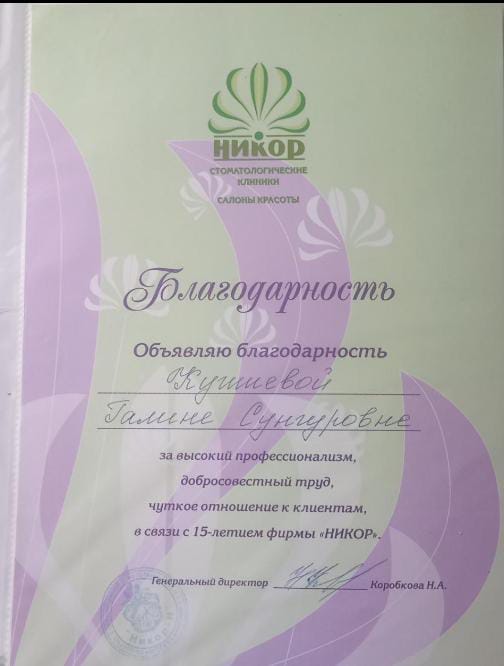 НИКОР
СТОМАТОЛОГИЧЕСКИЕ
КЛИНИКИ
САЛОНЫ КРАСОТЫ
Благодарность
Объявляю благодарность
Кушиевой
Галине Сунгуровне
за высокий профессионализм,
добросовестный труд,
чуткое отношение к клиентам,
в связи с 15-летием фирмы «НИКОР».
Генеральный директор Коробкова Н.А.
"НИКОР И